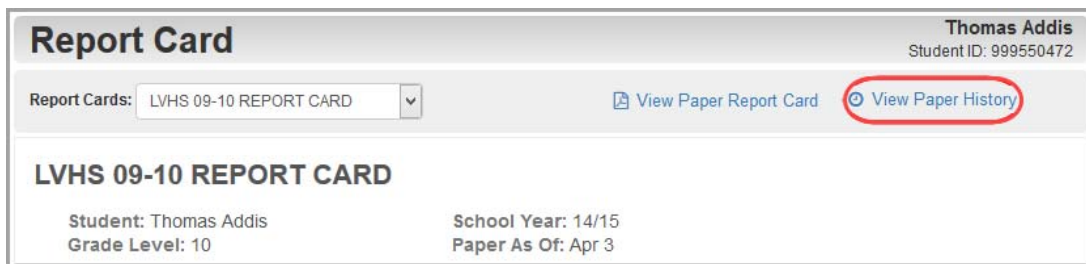 Report Card
Thomas Addis
Student ID: 999550472
Report Cards: LVHS 09-10 REPORT CARD View Paper Report Card View Paper History
LVHS 09-10 REPORT CARD
Student: Thomas Addis School Year: 14/15
Grade Level: 10 Paper As Of: Apr 3